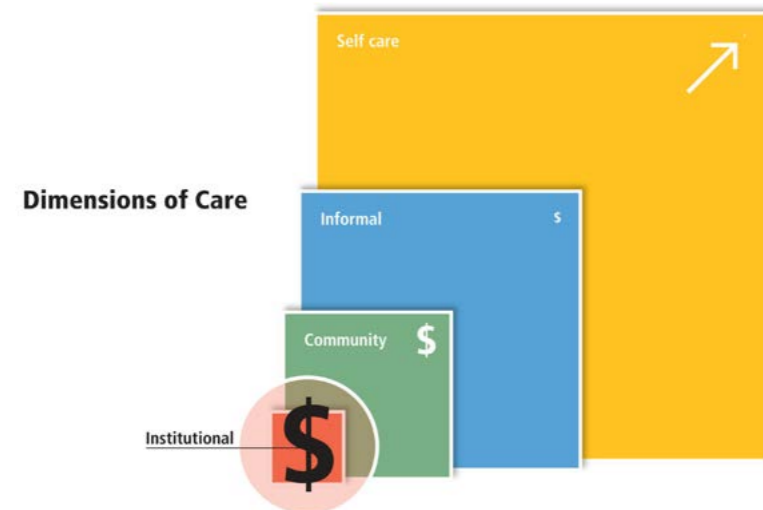 Self care
Dimensions of Care
Informal $
Community $
Institutional $